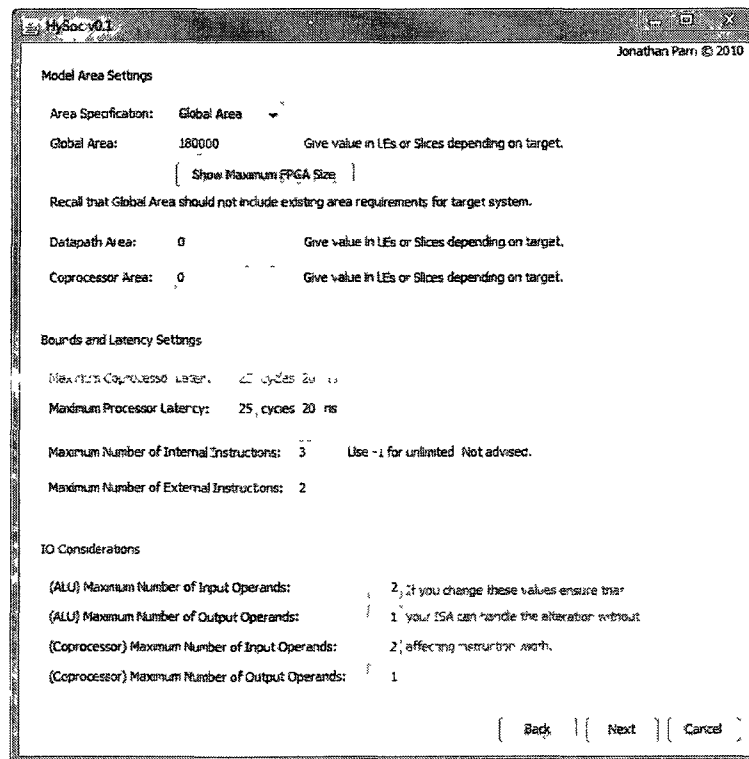 HySoc v0.1
Jonathan Parri © 2010
Model Area Settings
Area Specification: Global Area
Global Area: 180000 Give value in LEs or Slices depending on target.
Show Maximum FPGA Size
Recall that Global Area should not include existing area requirements for target system.
Datapath Area: 0 Give value in LEs or Slices depending on target.
Coprocessor Area: 0 Give value in LEs or Slices depending on target.
Bounds and Latency Settings
Maximum Coprocessor cycles 20
Maximum Processor Latency: 25 cycles 20 ns
Maximum Number of Internal Instructions: 3 Use -1 for unlimited Not advised.
Maximum Number of External Instructions: 2
IO Considerations
(ALU) Maximum Number of Input Operands: 2 If you change these values ensure that
(ALU) Maximum Number of Output Operands: 1 your ISA can handle the alteration without
(Coprocessor) Maximum Number of Input Operands: 2 affecting instruction width.
(Coprocessor) Maximum Number of Output Operands: 1
Back Next Cancel